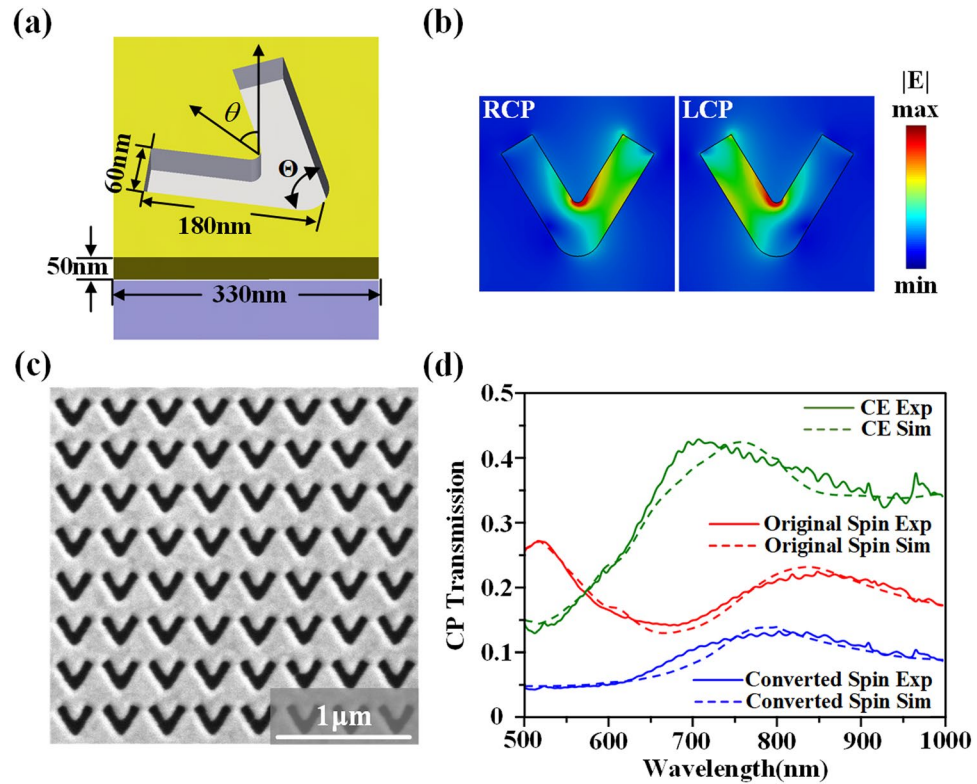 (a)
θ
Θ
60nm
180nm
50nm
330nm
(b)
RCP
LCP
|E|
max
min
(c)
1μm
(d)
CP Transmission
0.5
0.4
0.3
0.2
0.1
0
CE Exp
CE Sim
Original Spin Exp
Original Spin Sim
Converted Spin Exp
Converted Spin Sim
500 600 700 800 900 1000
Wavelength(nm)